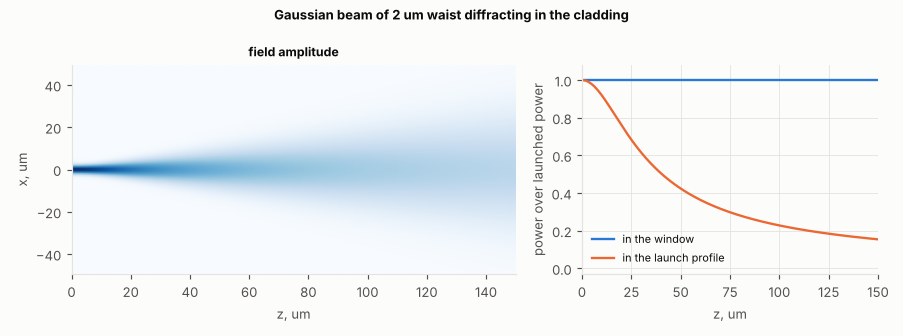 Gaussian beam of 2 um waist diffracting in the cladding
field amplitude
x, um
40
20
0
−20
−40
0 20 40 60 80 100 120 140
z, um
power over launched power
1.0
0.8
0.6
0.4
0.2
0.0
in the window
in the launch profile
0 25 50 75 100 125 150
z, um